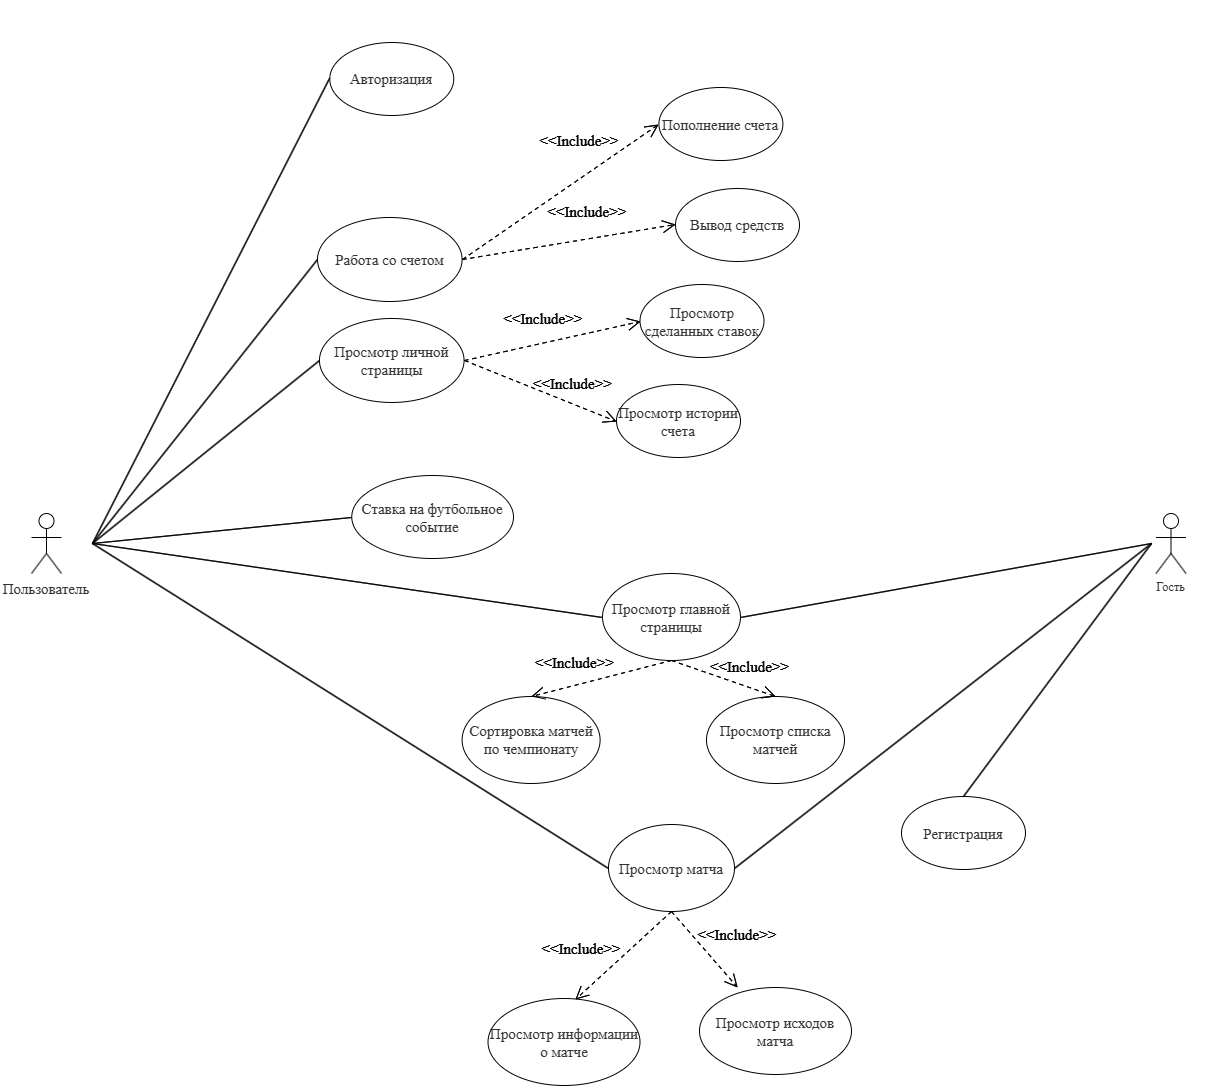 Авторизация
Пополнение счета
<<Include>>
<<Include>>
Вывод средств
Работа со счетом
Просмотр
сделанных ставок
<<Include>>
Просмотр личной
страницы
<<Include>>
Просмотр истории
счета
Ставка на футбольное
событие
Пользователь
Гость
Просмотр главной
страницы
<<Include>>
<<Include>>
Сортировка матчей
по чемпионату
Просмотр списка
матчей
Регистрация
Просмотр матча
<<Include>>
<<Include>>
Просмотр информации
о матче
Просмотр исходов
матча